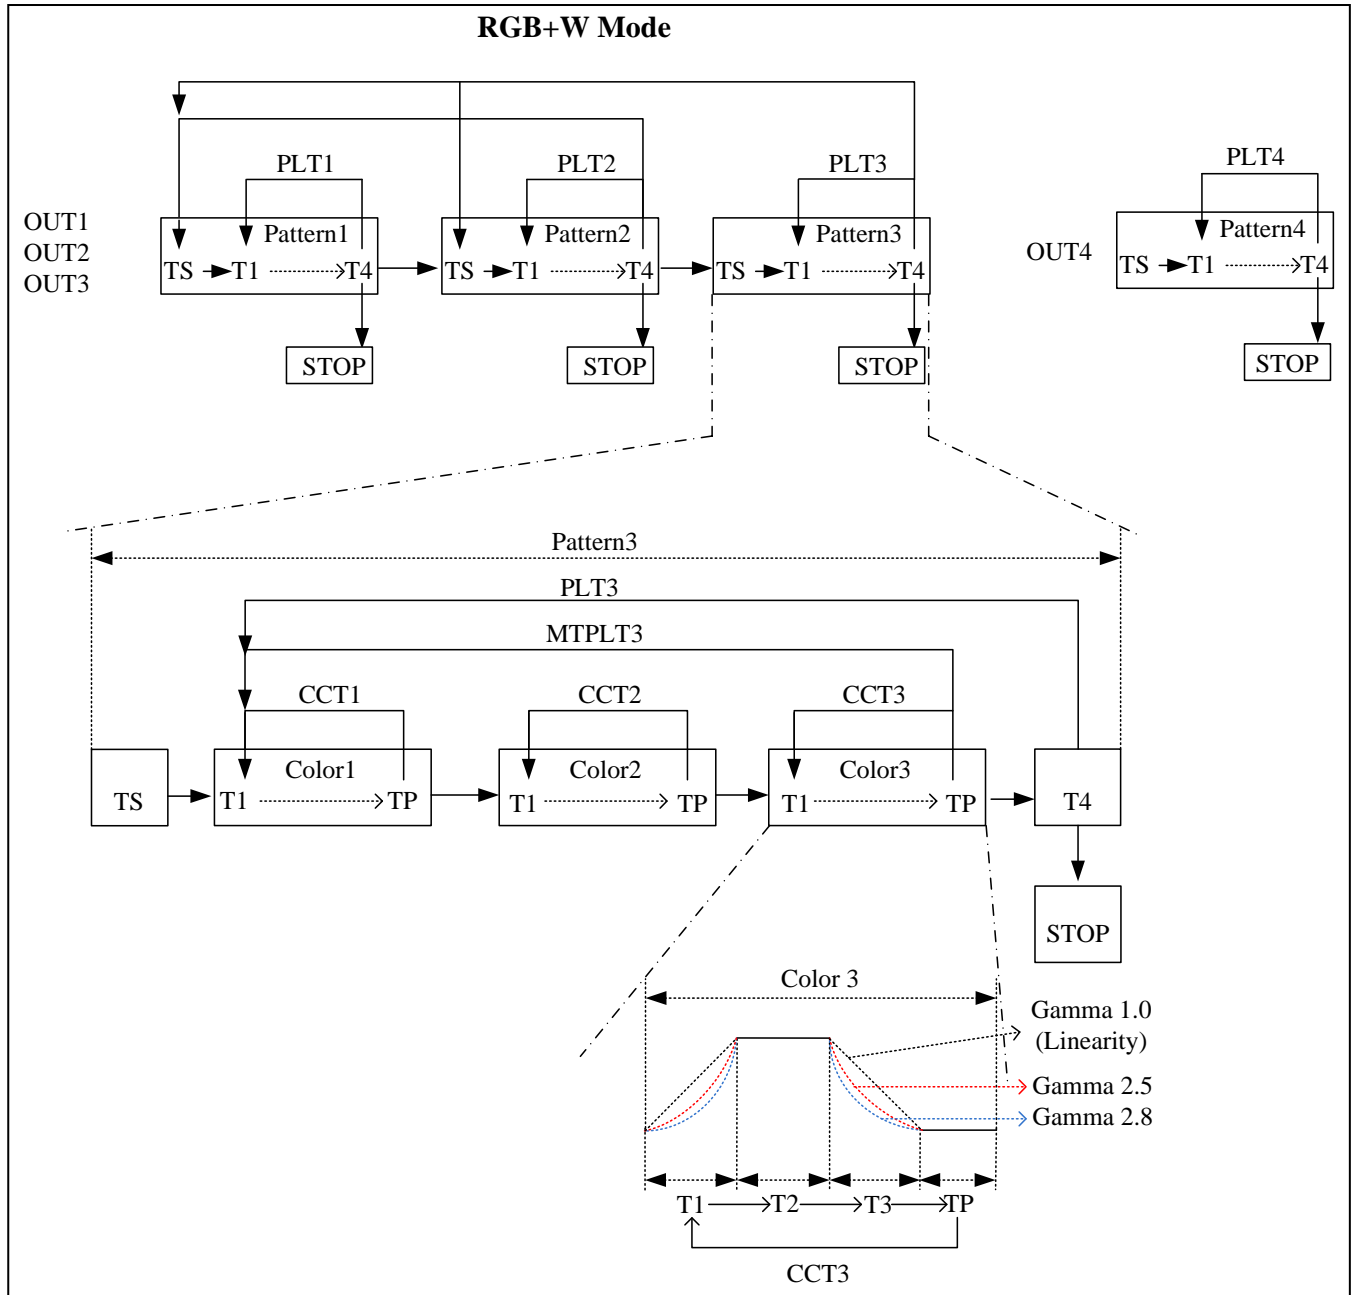 RGB+W Mode
PLT1
PLT2
PLT3
PLT4
OUT1
OUT2
OUT3
Pattern1
TS T1 T4
Pattern2
TS T1 T4
Pattern3
TS T1 T4
OUT4
Pattern4
TS T1 T4
STOP
STOP
STOP
STOP
Pattern3
PLT3
MTPLT3
CCT1
CCT2
CCT3
TS
Color1
T1 TP
Color2
T1 TP
Color3
T1 TP
T4
STOP
Color 3
Gamma 1.0
(Linearity)
Gamma 2.5
Gamma 2.8
T1 T2 T3 TP
CCT3